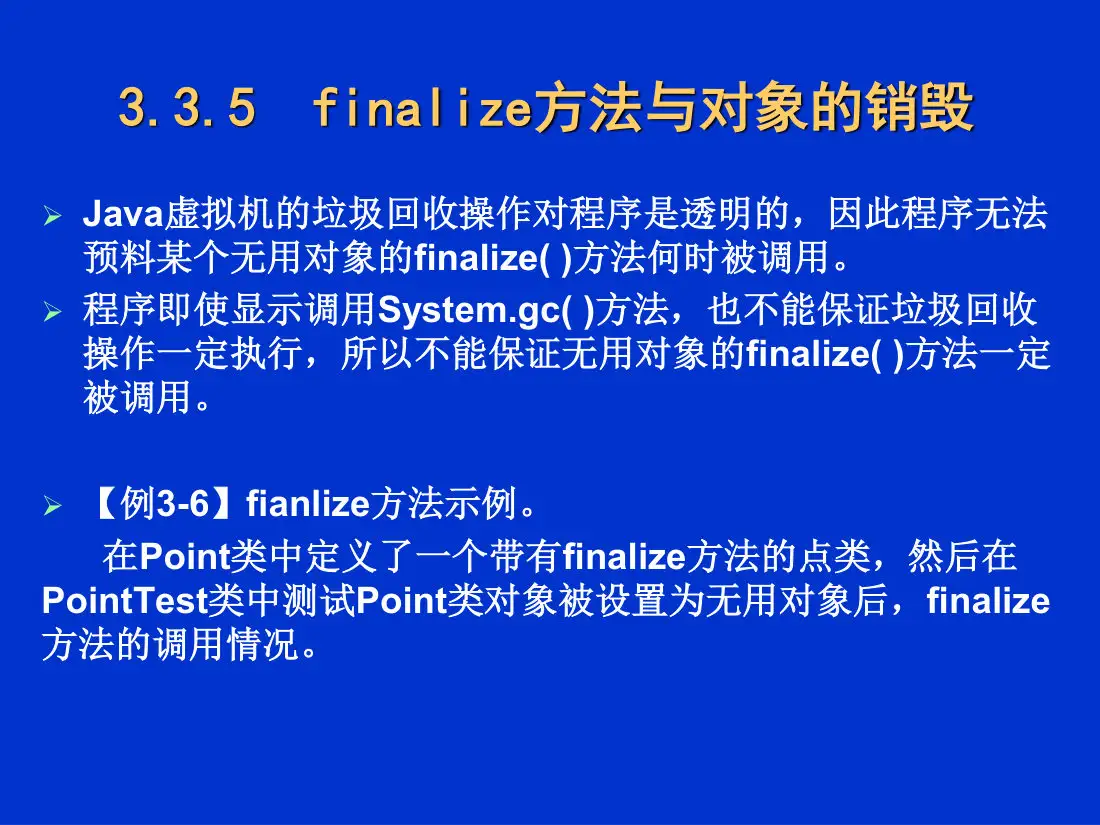 3.3.5 finalize方法与对象的销毁
Java虚拟机的垃圾回收操作对程序是透明的，因此程序无法
预料某个无用对象的finalize( )方法何时被调用。
程序即使显示调用System.gc( )方法，也不能保证垃圾回收
操作一定执行，所以不能保证无用对象的finalize( )方法一定
被调用。
【例3-6】fianlize方法示例。
在Point类中定义了一个带有finalize方法的点类，然后在
PointTest类中测试Point类对象被设置为无用对象后，finalize
方法的调用情况。